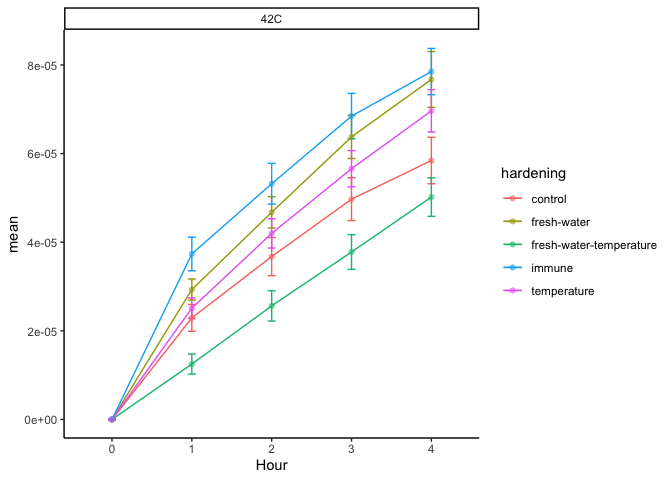 42C
8e-05
6e-05
4e-05
2e-05
0e+00
mean
0 1 2 3 4
Hour
hardening
control
fresh-water
fresh-water-temperature
immune
temperature